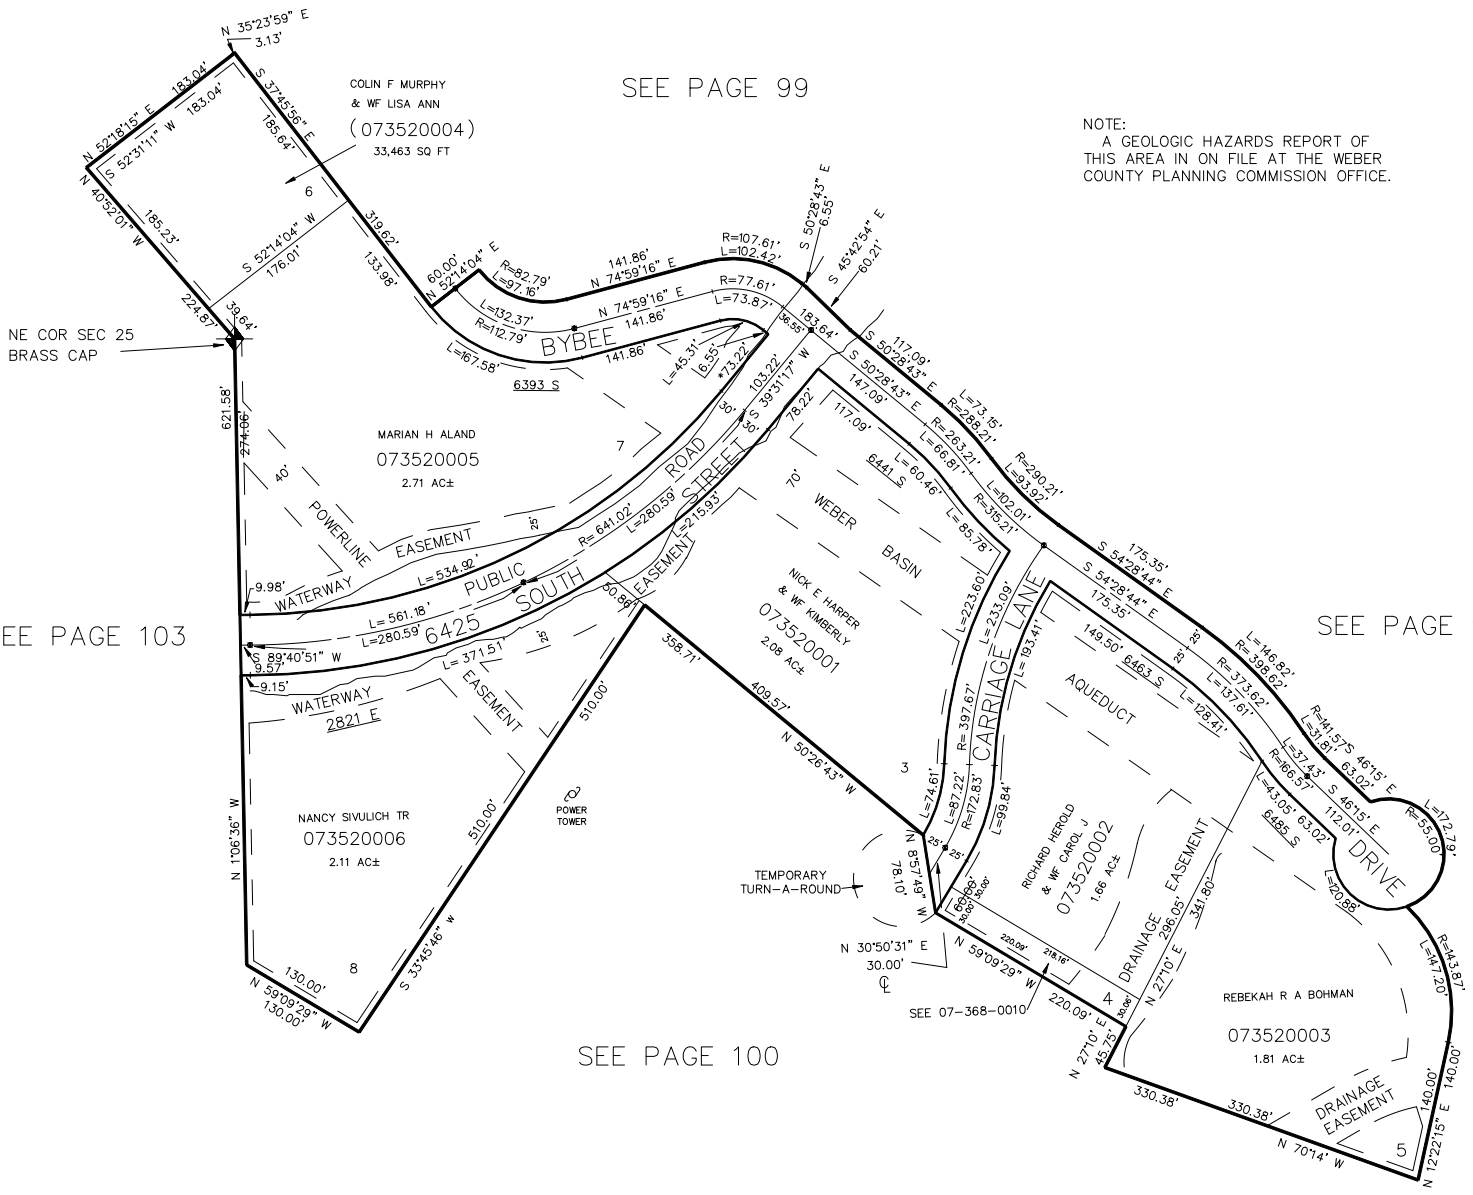 N 35°23'59" E
3.13'
SEE PAGE 99
COLIN F MURPHY
& WF LISA ANN
(073520004)
33,463 SQ FT
NOTE:
A GEOLOGIC HAZARDS REPORT OF
THIS AREA IN ON FILE AT THE WEBER
COUNTY PLANNING COMMISSION OFFICE.
N 52°18'15" E
183.04'
S 52°31'11" W
183.04'
S 37°45'56" E
185.64'
N 40°52'01" W
185.23'
6
S 52°14'04" W
176.01'
319.62'
133.98'
224.87'
39.64'
NE COR SEC 25
BRASS CAP
60.00'
N 52°14'04" E
R=82.79'
L=97.16'
141.86'
N 74°59'16" E
R=107.61'
L=102.42'
S 50°28'43" E
6.55'
S 45°42'54" E
60.21'
L=132.37'
R=112.79'
N 74°59'16" E
141.86'
R=77.61'
L=73.87'
36.55'
183.64'
BYBEE
L=167.58'
141.86'
L=45.31'
6.55'
*73.22'
103.22'
S 39°31'17" W
78.22'
6393 S
621.58'
274.06'
MARIAN H ALAND
073520005
2.71 AC±
7
40'
POWERLINE
EASEMENT
25'
30'
30'
ROAD
STREET
R= 641.02'
L=280.59'
L=215.93'
EASEMENT
9.98'
WATERWAY
L=534.92'
PUBLIC
SOUTH
L= 561.18'
L=280.59'
6425
S 89°40'51" W
9.57'
9.15'
L= 371.51'
25'
50.86'
WATERWAY
2821 E
EASEMENT
EE PAGE 103
117.09'
S 50°28'43" E
S 50°28'43" E
147.09'
117.09'
L=73.15'
R=288.21'
R=263.21'
L=66.81'
L=60.46'
6441 S
R=290.21'
L=93.92'
L=102.01'
R=315.21'
L=85.78'
70'
WEBER
BASIN
NICK E HARPER
& WF KIMBERLY
073520001
2.08 AC±
358.71'
409.57'
N 50°26'43" W
3
L=223.60'
L=233.09'
R=397.67'
L=193.41'
CARRIAGE LANE
L=74.61'
L=87.22'
R=172.83'
L=99.84'
175.35'
S 54°28'44" E
S 54°28'44" E
175.35'
149.50'
6463 S
25'
25'
AQUEDUCT
L=146.82'
R=398.62'
R=373.62'
L=137.61'
L=128.41'
SEE PAGE
R=141.57'
L=31.81'
S 46°15' E
63.02'
L=37.43'
R=166.57'
S 46°15' E
112.01'
L=43.05'
63.02'
6485 S
L=172.79'
R=55.00'
DRIVE
L=120.88'
R=143.87'
L=147.20'
510.00'
510.00'
S 33°45'46" W
N 1°06'36" W
NANCY SIVULICH TR
073520006
2.11 AC±
8
130.00'
N 59°09'29" W
130.00'
POWER
TOWER
TEMPORARY
TURN-A-ROUND
N 8°57'49" W
78.10'
25'
25'
60.00'
30.00'
30.00'
N 30°50'31" E
30.00'
℄
RICHARD HEROLD
& WF CAROL J
073520002
1.66 AC±
DRAINAGE EASEMENT
296.05'
341.80'
N 27°10' E
220.09'
218.16'
N 59°09'29" W
220.09'
SEE 07-368-0010
30.06'
4
N 27°10' E
45.75'
REBEKAH R A BOHMAN
073520003
1.81 AC±
DRAINAGE
EASEMENT
140.00'
N 12°22'15" E 140.00'
5
330.38'
330.38'
N 70°14' W
SEE PAGE 100